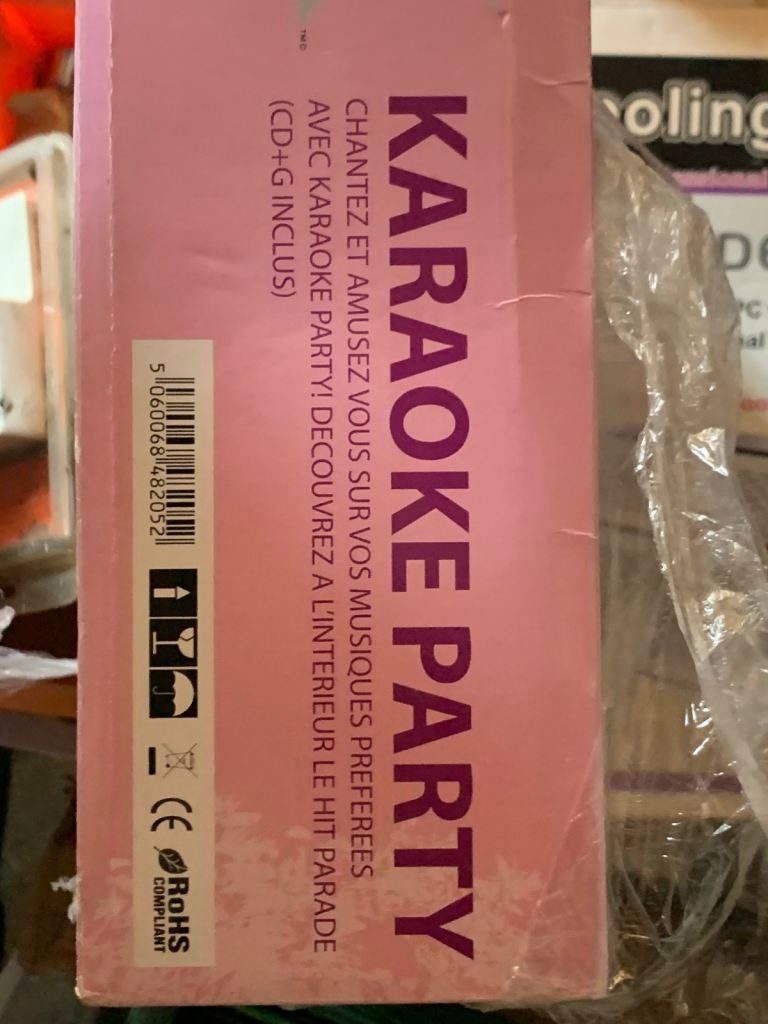 KARAOKE PARTY
CHANTEZ ET AMUSEZ VOUS SUR VOS MUSIQUES PREFEREES
AVEC KARAOKE PARTY! DECOUVREZ A L'INTERIEUR LE HIT PARADE
(CD+G INCLUS)
TM©
5 060068 482052
CE
RoHS
COMPLIANT